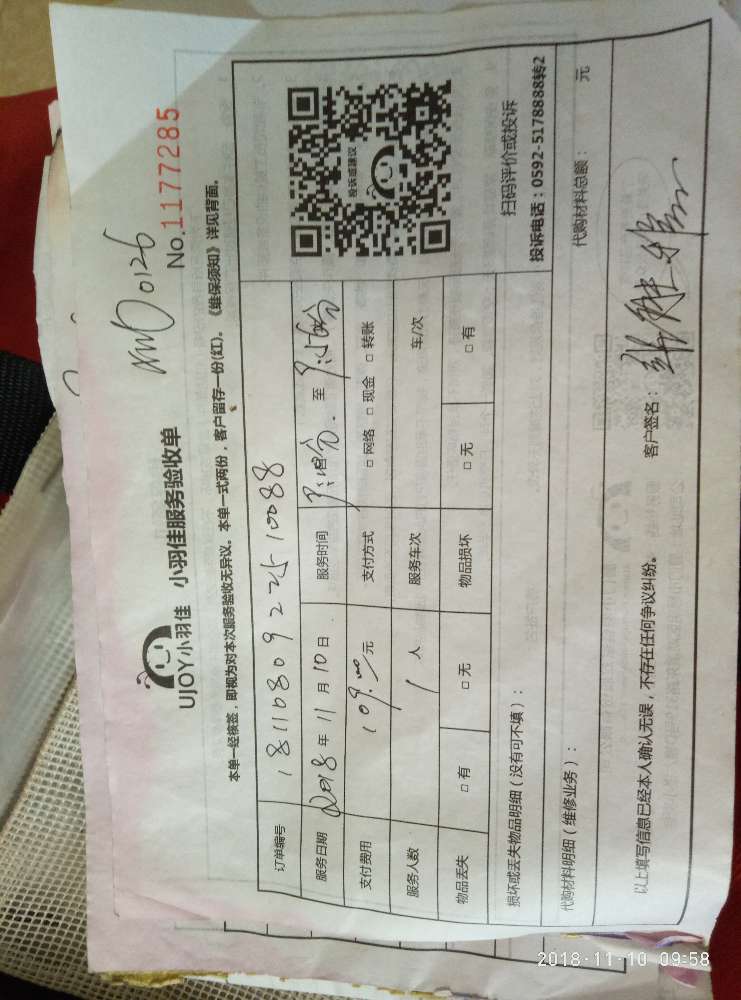 UJOY小羽佳 小羽佳服务验收单
0126
No.1177285
本单一经核签，即视为对本次服务验收无异议。本单一式两份，客户留存一份(红)。《维保须知》详见背面。
订单编号
服务日期 2018年 11月 10日 服务时间 至
支付费用 109.00元 支付方式 □ 网络 □ 现金 □ 转账
服务人数 1 人 服务车次 车/次
物品丢失 □ 有 □ 无 物品损坏 □ 无 □ 有
投诉或建议
扫码评价或投诉
投诉电话：0592-5178888转2
损坏或丢失物品明细（没有可不填）：
代购材料明细（维修业务）： 代购材料总额： 元
以上填写信息已经本人确认无误，不存在任何争议纠纷。 客户签名：
2018-11-10 09:58